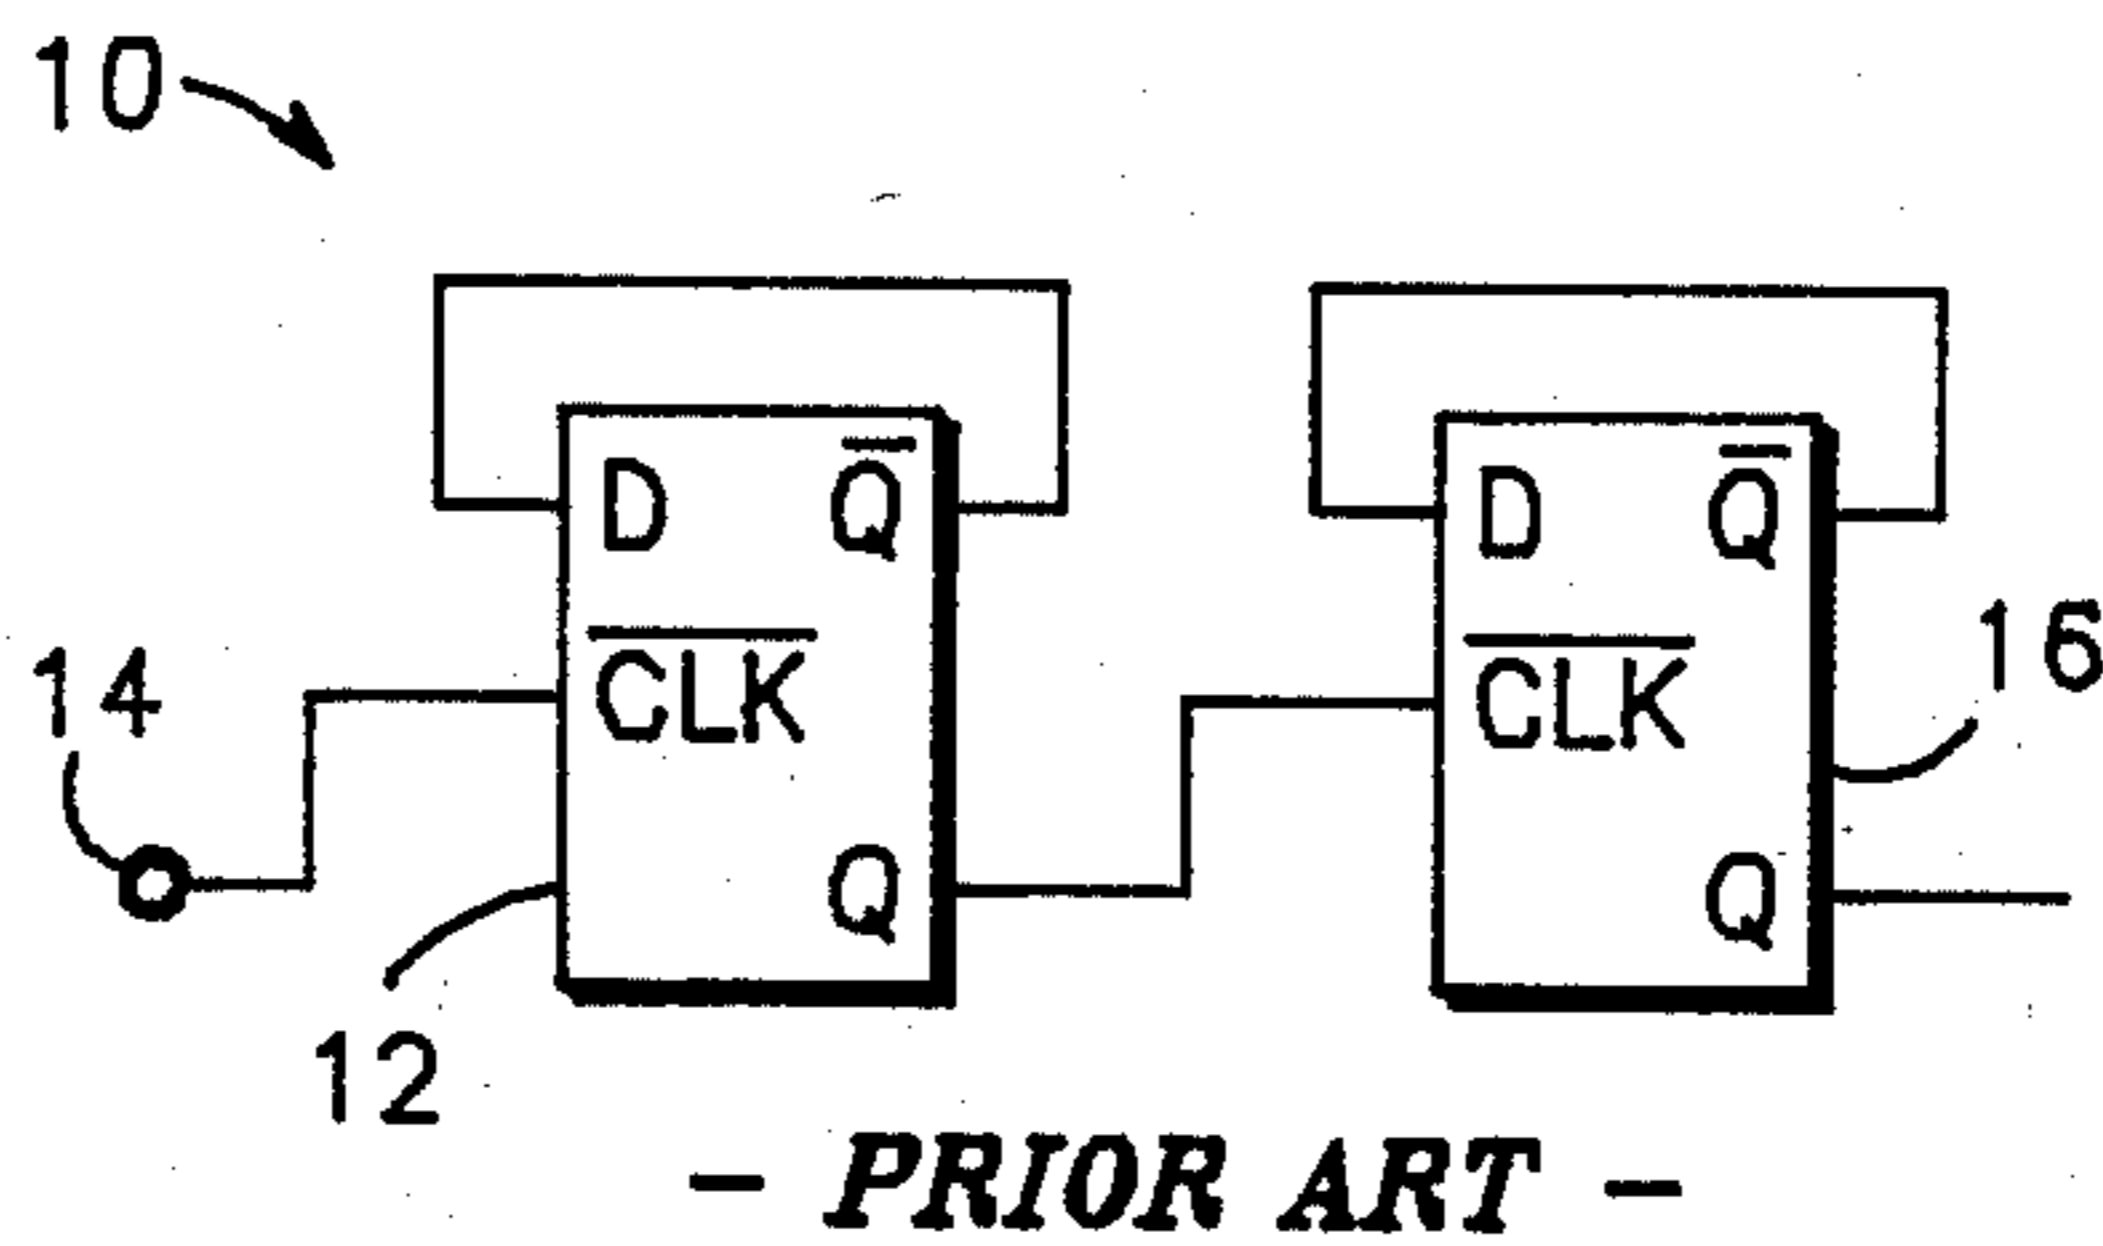 10
D Q̅ D Q̅
14 C̅L̅K̅ C̅L̅K̅ 16
Q Q
12
- PRIOR ART -